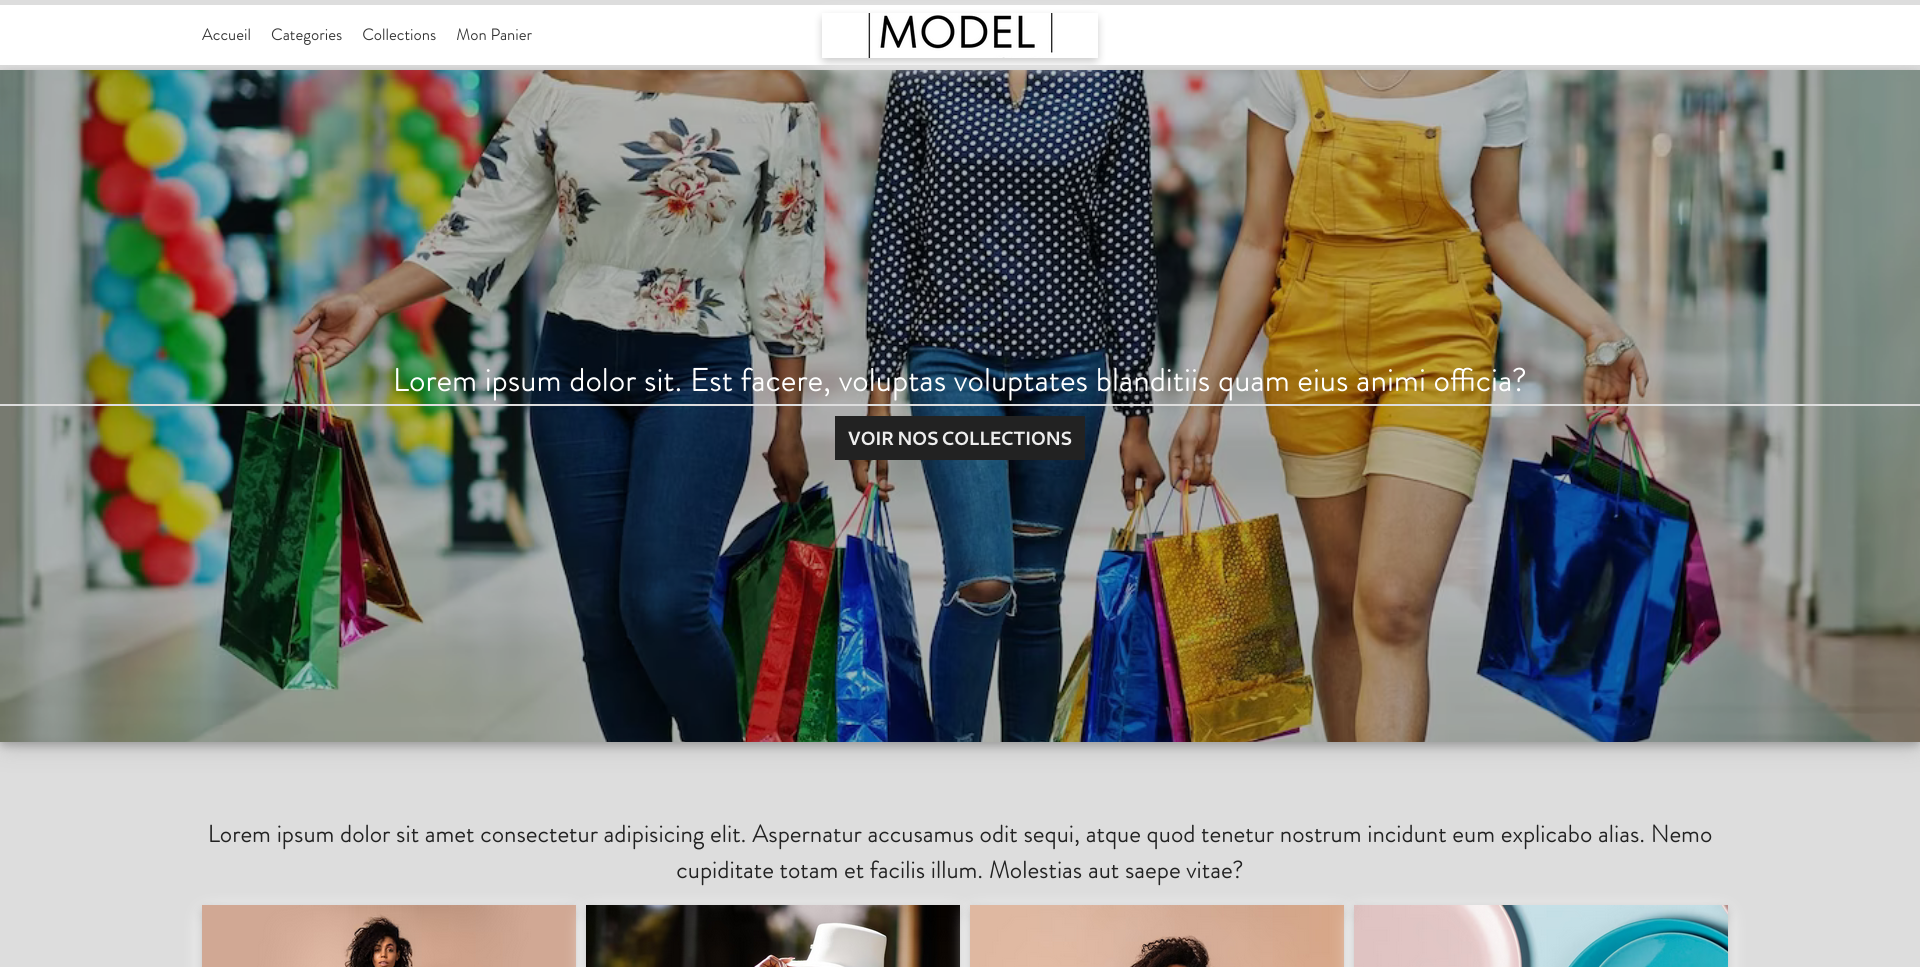 Accueil Categories Collections Mon Panier
MODEL
Lorem ipsum dolor sit. Est facere, voluptas voluptates blanditiis quam eius animi officia?
VOIR NOS COLLECTIONS
Lorem ipsum dolor sit amet consectetur adipisicing elit. Aspernatur accusamus odit sequi, atque quod tenetur nostrum incidunt eum explicabo alias. Nemo
cupiditate totam et facilis illum. Molestias aut saepe vitae?